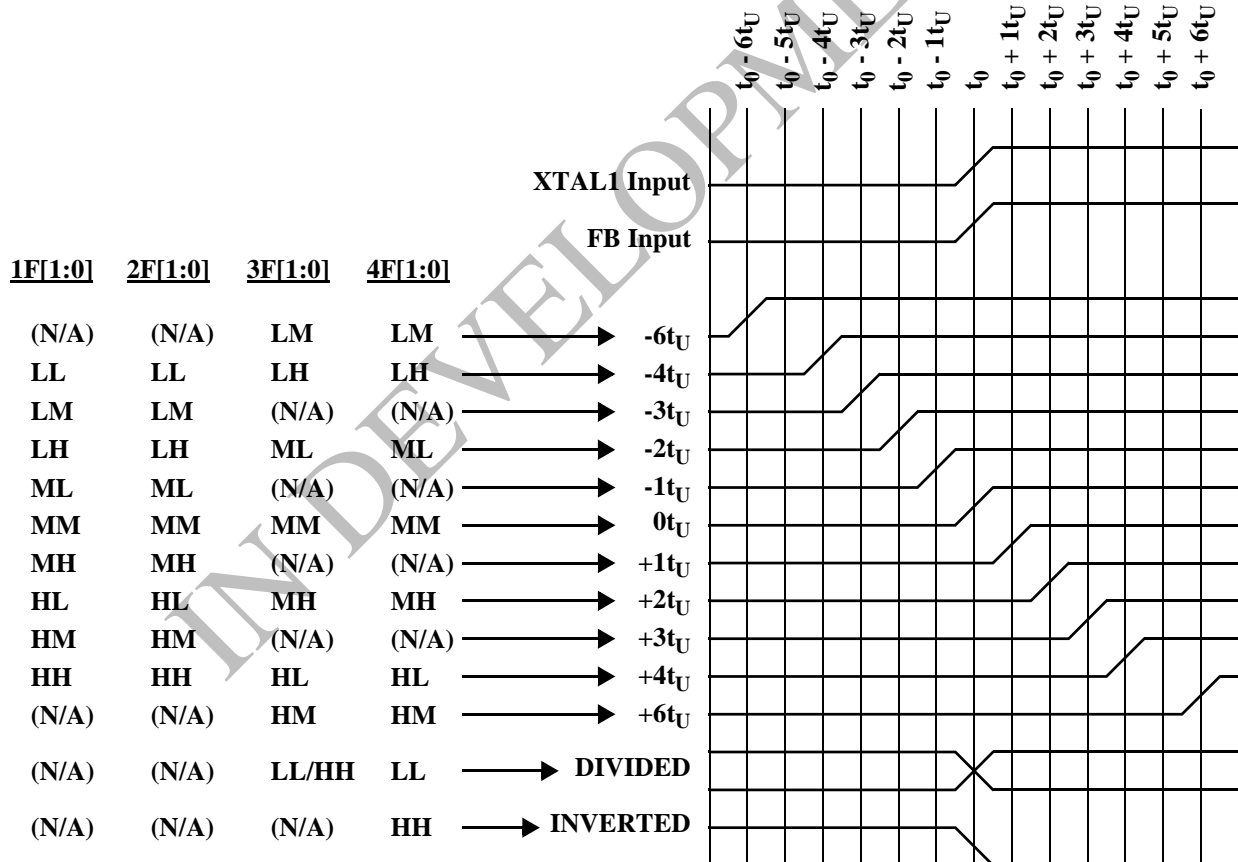 t0 - 6tU t0 - 5tU t0 - 4tU t0 - 3tU t0 - 2tU t0 - 1tU t0 t0 + 1tU t0 + 2tU t0 + 3tU t0 + 4tU t0 + 5tU t0 + 6tU
XTAL1 Input
FB Input
1F[1:0] 2F[1:0] 3F[1:0] 4F[1:0]
(N/A) (N/A) LM LM -6tU
LL LL LH LH -4tU
LM LM (N/A) (N/A) -3tU
LH LH ML ML -2tU
ML ML (N/A) (N/A) -1tU
MM MM MM MM 0tU
MH MH (N/A) (N/A) +1tU
HL HL MH MH +2tU
HM HM (N/A) (N/A) +3tU
HH HH HL HL +4tU
(N/A) (N/A) HM HM +6tU
(N/A) (N/A) LL/HH LL DIVIDED
(N/A) (N/A) (N/A) HH INVERTED
IN DEVELOPM